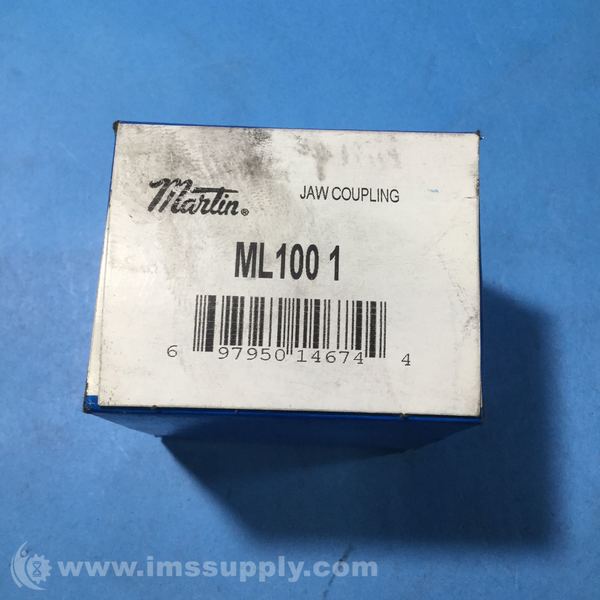 Martin® JAW COUPLING
ML100 1
6 97950 14674 4
www.imssupply.com